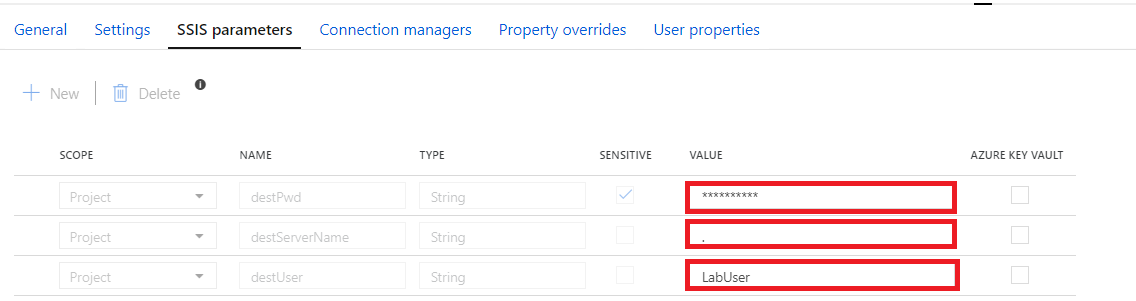 General Settings SSIS parameters Connection managers Property overrides User properties
New Delete
SCOPE NAME TYPE SENSITIVE VALUE AZURE KEY VAULT
Project destPwd String **********
Project destServerName String .
Project destUser String LabUser